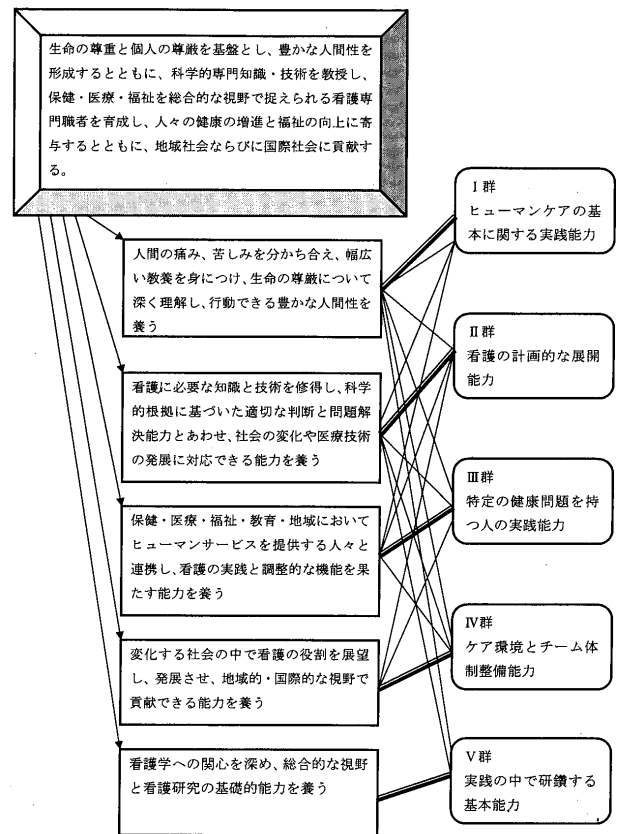 生命の尊重と個人の尊厳を基盤とし、豊かな人間性を
形成するとともに、科学的専門知識・技術を教授し、
保健・医療・福祉を総合的な視野で捉えられる看護専
門職者を育成し、人々の健康の増進と福祉の向上に寄
与するとともに、地域社会ならびに国際社会に貢献す
る。
人間の痛み、苦しみを分かち合え、幅広
い教養を身につけ、生命の尊厳について
深く理解し、行動できる豊かな人間性を
養う
看護に必要な知識と技術を修得し、科学
的根拠に基づいた適切な判断と問題解
決能力とあわせ、社会の変化や医療技術
の発展に対応できる能力を養う
保健・医療・福祉・教育・地域において
ヒューマンサービスを提供する人々と
連携し、看護の実践と調整的な機能を果
たす能力を養う
変化する社会の中で看護の役割を展望
し、発展させ、地域的・国際的な視野で
貢献できる能力を養う
看護学への関心を深め、総合的な視野
と看護研究の基礎的能力を養う
Ⅰ群
ヒューマンケアの基
本に関する実践能力
Ⅱ群
看護の計画的な展開
能力
Ⅲ群
特定の健康問題を持
つ人の実践能力
Ⅳ群
ケア環境とチーム体
制整備能力
Ⅴ群
実践の中で研鑽する
基本能力